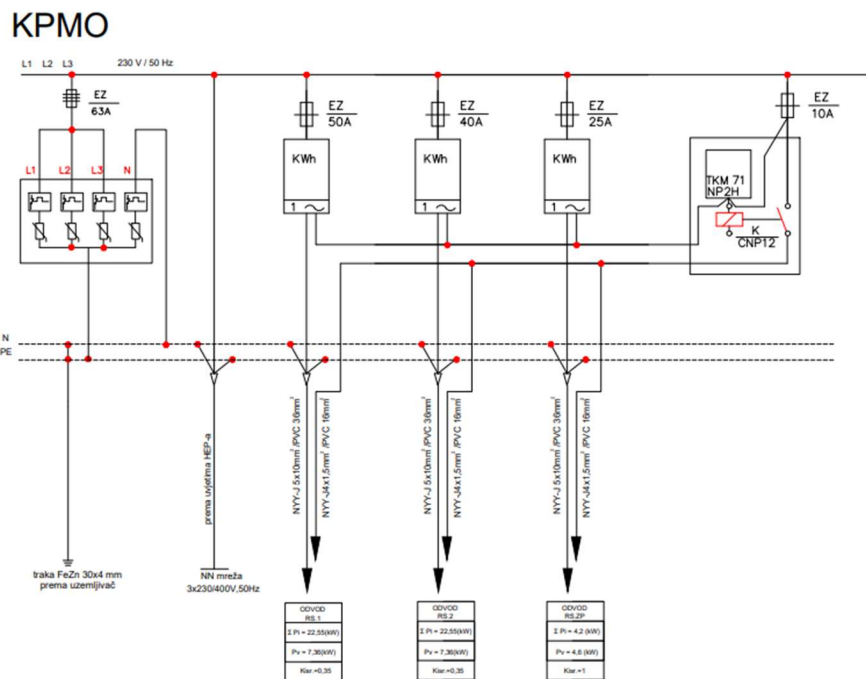 KPMO
L1 L2 L3 230 V / 50 Hz
EZ
63A
EZ
50A
EZ
40A
EZ
25A
EZ
10A
L1 L2 L3 N
KWh
1
KWh
1
KWh
1
TKM 71
NP2H
K
CNP12
N
PE
prema uvjetima HEP-a
NYY-J 5x10mm² /PVC 36mm²
NYY-J4x1,5mm² /PVC 16mm²
NYY-J 5x10mm² /PVC 36mm²
NYY-J4x1,5mm² /PVC 16mm²
NYY-J 5x10mm² /PVC 36mm²
NYY-J4x1,5mm² /PVC 16mm²
traka FeZn 30x4 mm
prema uzemljivač
NN mreža
3x230/400V,50Hz
ODVOD
RS.1
Σ Pi = 22,55(kW)
Pv = 7,36(kW)
Kisr.=0,35
ODVOD
RS.2
Σ Pi = 22,55(kW)
Pv = 7,36(kW)
Kisr.=0,35
ODVOD
RS.ZP
Σ Pi = 4,2 (kW)
Pv = 4,6 (kW)
Kisr.=1